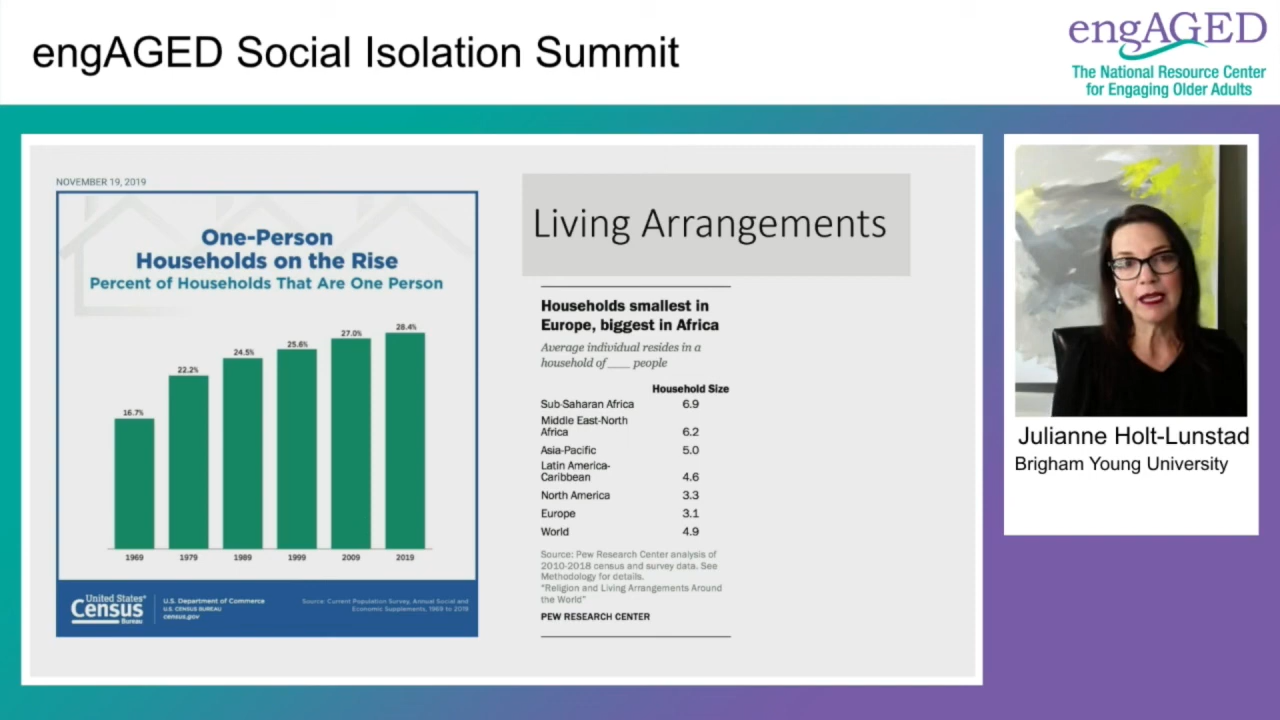 engAGED Social Isolation Summit
engAGED
The National Resource Center
for Engaging Older Adults
NOVEMBER 19, 2019
One-Person
Households on the Rise
Percent of Households That Are One Person
16.7%
22.2%
24.5%
25.6%
27.0%
28.4%
1969
1979
1989
1999
2009
2019
United States®
Census
Bureau
U.S. Department of Commerce
U.S. CENSUS BUREAU
census.gov
Source: Current Population Survey, Annual Social and
Economic Supplements, 1969 to 2019
Living Arrangements
Households smallest in
Europe, biggest in Africa
Average individual resides in a
household of ____ people
Household Size
Sub-Saharan Africa 6.9
Middle East-North
Africa 6.2
Asia-Pacific 5.0
Latin America-
Caribbean 4.6
North America 3.3
Europe 3.1
World 4.9
Source: Pew Research Center analysis of
2010-2018 census and survey data. See
Methodology for details.
"Religion and Living Arrangements Around
the World"
PEW RESEARCH CENTER
Julianne Holt-Lunstad
Brigham Young University